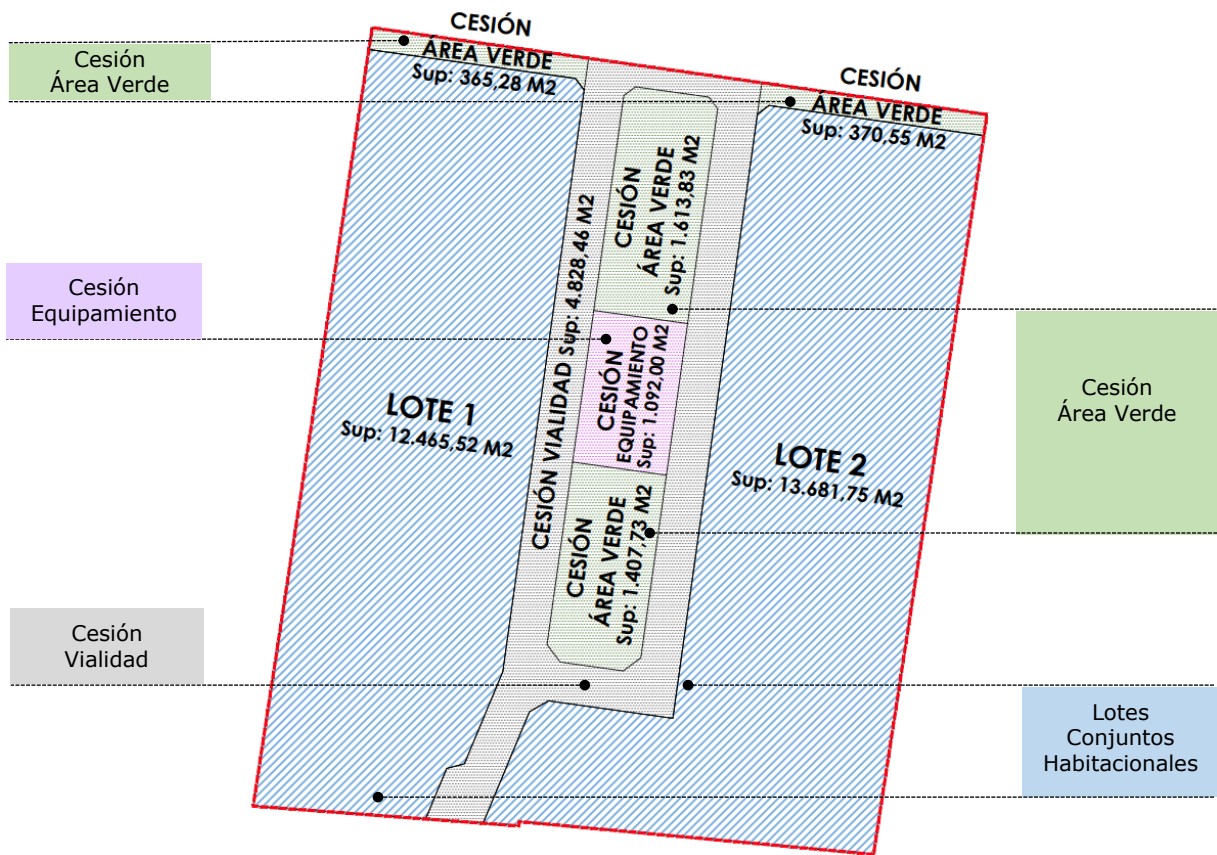 CESIÓN
ÁREA VERDE
Sup: 365,28 M2
CESIÓN
ÁREA VERDE
Sup: 370,55 M2
Cesión
Área Verde
CESIÓN
ÁREA VERDE
Sup: 1.613,83 M2
CESIÓN VIALIDAD Sup: 4.828,46 M2
Cesión
Equipamiento
CESIÓN
EQUIPAMIENTO
Sup: 1.092,00 M2
Cesión
Área Verde
LOTE 1
Sup: 12.465,52 M2
LOTE 2
Sup: 13.681,75 M2
CESIÓN
ÁREA VERDE
Sup: 1.407,73 M2
Cesión
Vialidad
Lotes
Conjuntos
Habitacionales